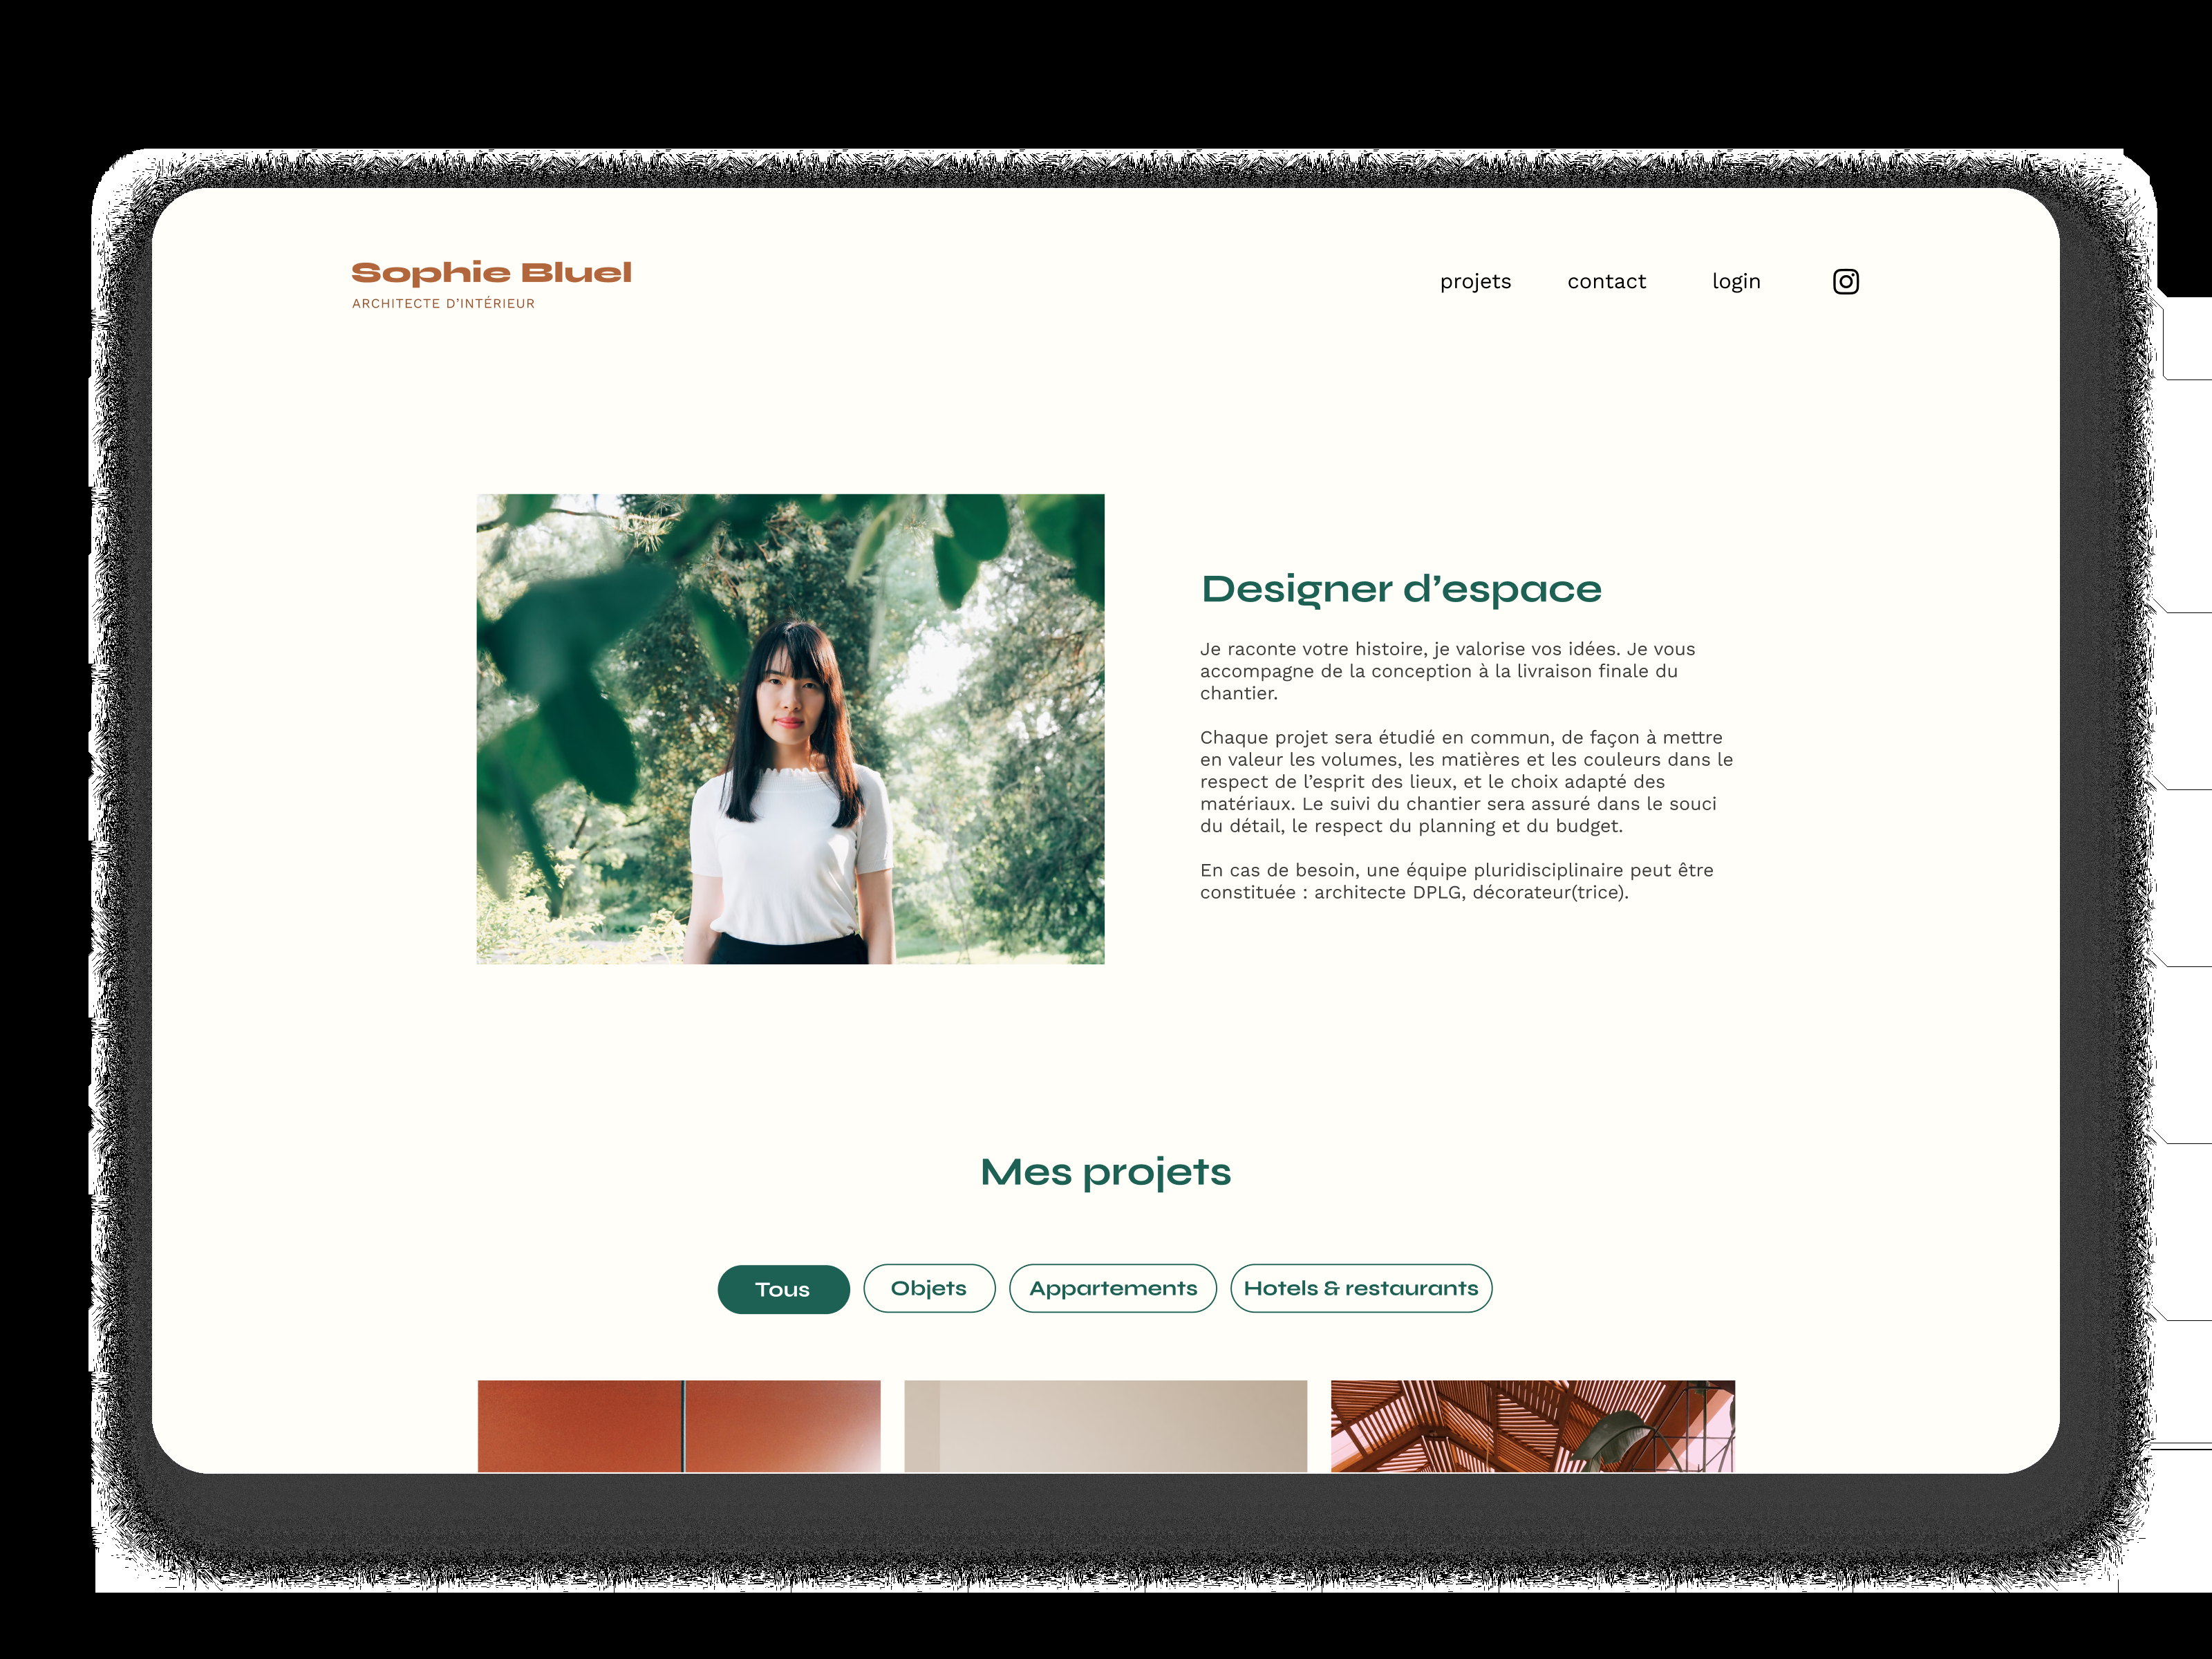 Sophie Bluel
ARCHITECTE D'INTÉRIEUR
projets
contact
login
Designer d’espace
Je raconte votre histoire, je valorise vos idées. Je vous
accompagne de la conception à la livraison finale du
chantier.
Chaque projet sera étudié en commun, de façon à mettre
en valeur les volumes, les matières et les couleurs dans le
respect de l’esprit des lieux, et le choix adapté des
matériaux. Le suivi du chantier sera assuré dans le souci
du détail, le respect du planning et du budget.
En cas de besoin, une équipe pluridisciplinaire peut être
constituée : architecte DPLG, décorateur(trice).
Mes projets
Tous
Objets
Appartements
Hotels & restaurants